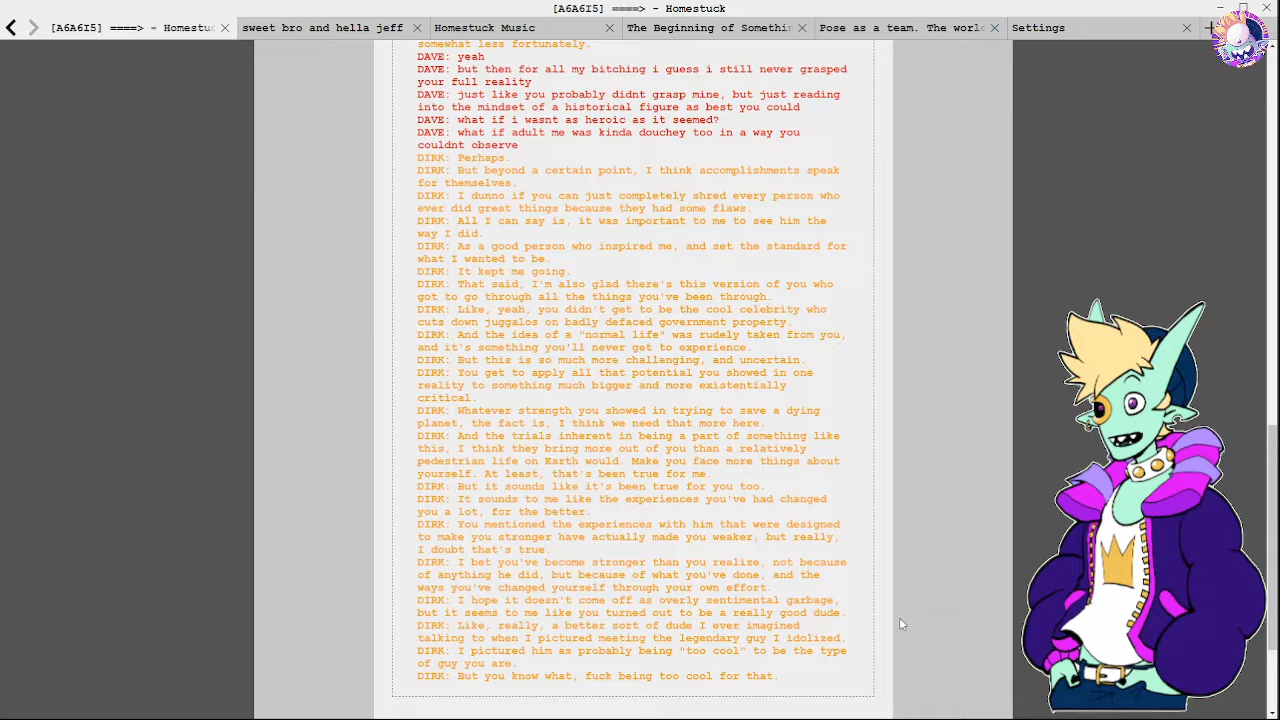 [A6A6I5] ====> - Homestuck
[A6A6I5] ====> - Homestuc
sweet bro and hella jeff
Homestuck Music
The Beginning of Somethin
Pose as a team. The worl
Settings
somewhat less fortunately.
DAVE: yeah
DAVE: but then for all my bitching i guess i still never grasped
your full reality
DAVE: just like you probably didnt grasp mine, but just reading
into the mindset of a historical figure as best you could
DAVE: what if i wasnt as heroic as it seemed?
DAVE: what if adult me was kinda douchey too in a way you
couldnt observe
DIRK: Perhaps.
DIRK: But beyond a certain point, I think accomplishments speak
for themselves.
DIRK: I dunno if you can just completely shred every person who
ever did great things because they had some flaws.
DIRK: All I can say is, it was important to me to see him the
way I did.
DIRK: As a good person who inspired me, and set the standard for
what I wanted to be.
DIRK: It kept me going.
DIRK: That said, I'm also glad there's this version of you who
got to go through all the things you've been through.
DIRK: Like, yeah, you didn't get to be the cool celebrity who
cuts down juggalos on badly defaced government property.
DIRK: And the idea of a "normal life" was rudely taken from you,
and it's something you'll never get to experience.
DIRK: But this is so much more challenging, and uncertain.
DIRK: You get to apply all that potential you showed in one
reality to something much bigger and more existentially
critical.
DIRK: Whatever strength you showed in trying to save a dying
planet, the fact is, I think we need that more here.
DIRK: And the trials inherent in being a part of something like
this, I think they bring more out of you than a relatively
pedestrian life on Earth would. Make you face more things about
yourself. At least, that's been true for me.
DIRK: But it sounds like it's been true for you too.
DIRK: It sounds to me like the experiences you've had changed
you a lot, for the better.
DIRK: You mentioned the experiences with him that were designed
to make you stronger have actually made you weaker, but really,
I doubt that's true.
DIRK: I bet you've become stronger than you realize, not because
of anything he did, but because of what you've done, and the
ways you've changed yourself through your own effort.
DIRK: I hope it doesn't come off as overly sentimental garbage,
but it seems to me like you turned out to be a really good dude.
DIRK: Like, really, a better sort of dude I ever imagined
talking to when I pictured meeting the legendary guy I idolized.
DIRK: I pictured him as probably being "too cool" to be the type
of guy you are.
DIRK: But you know what, fuck being too cool for that.